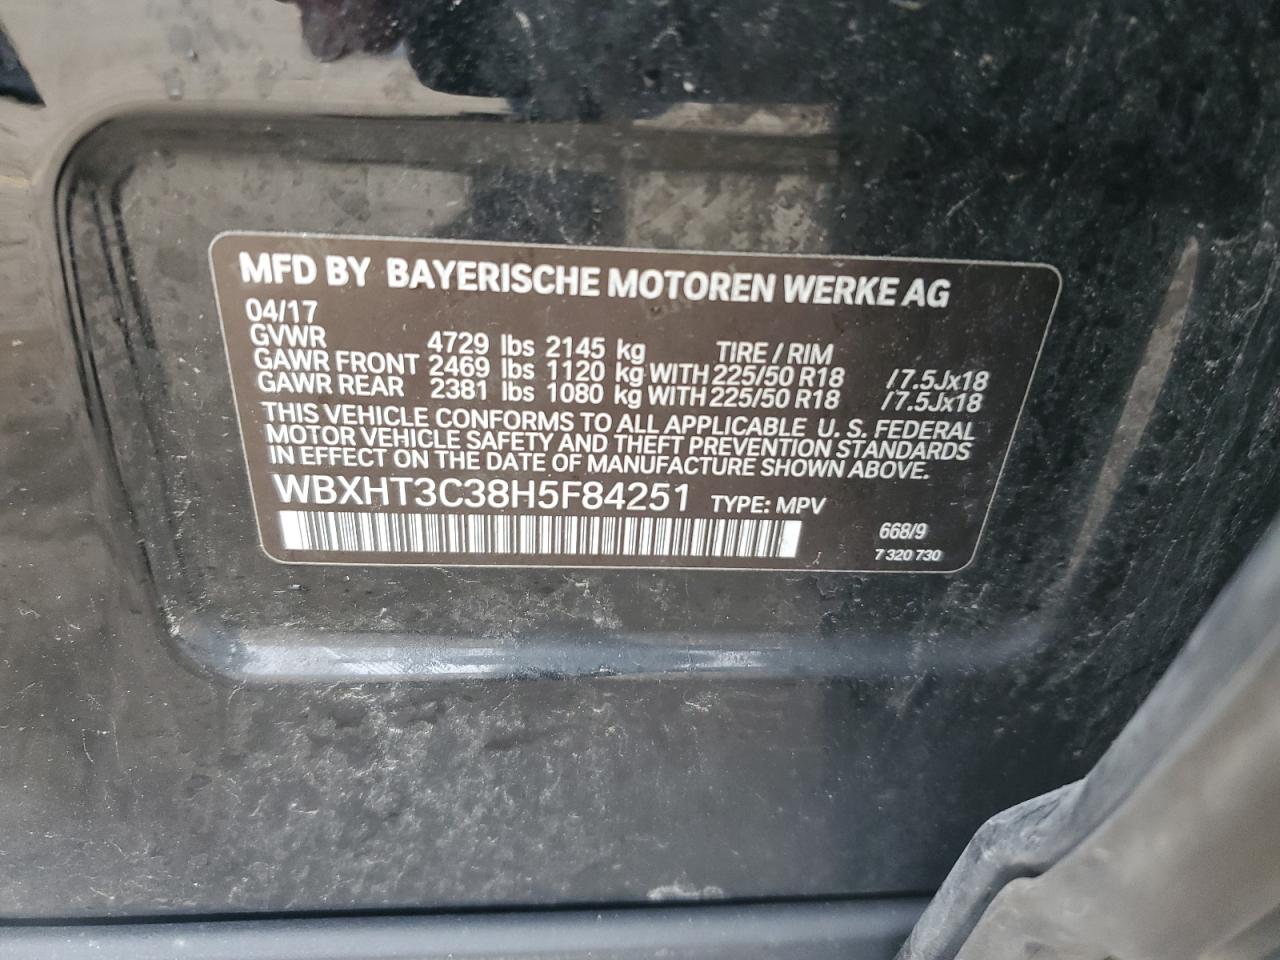 MFD BY BAYERISCHE MOTOREN WERKE AG
04/17
GVWR 4729 lbs 2145 kg TIRE / RIM
GAWR FRONT 2469 lbs 1120 kg WITH 225/50 R18 / 7.5Jx18
GAWR REAR 2381 lbs 1080 kg WITH 225/50 R18 / 7.5Jx18
THIS VEHICLE CONFORMS TO ALL APPLICABLE U. S. FEDERAL
MOTOR VEHICLE SAFETY AND THEFT PREVENTION STANDARDS
IN EFFECT ON THE DATE OF MANUFACTURE SHOWN ABOVE.
WBXHT3C38H5F84251 TYPE: MPV
668/9
7 320 730